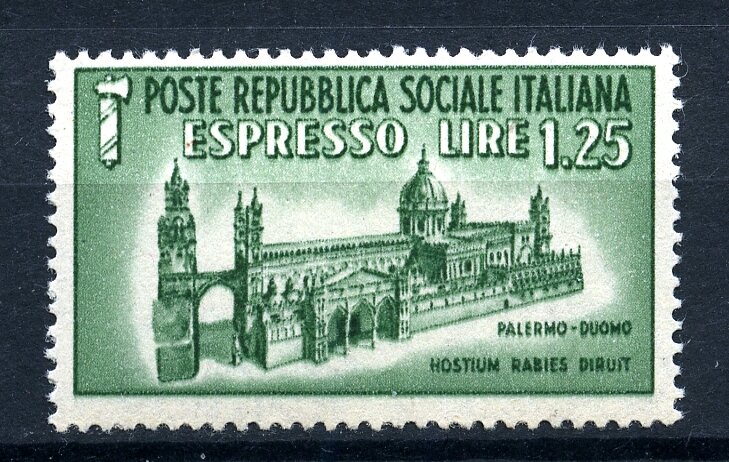 POSTE REPUBBLICA SOCIALE ITALIANA
ESPRESSO LIRE 1.25
PALERMO-DUOMO
HOSTIUM RABIES DIRUIT